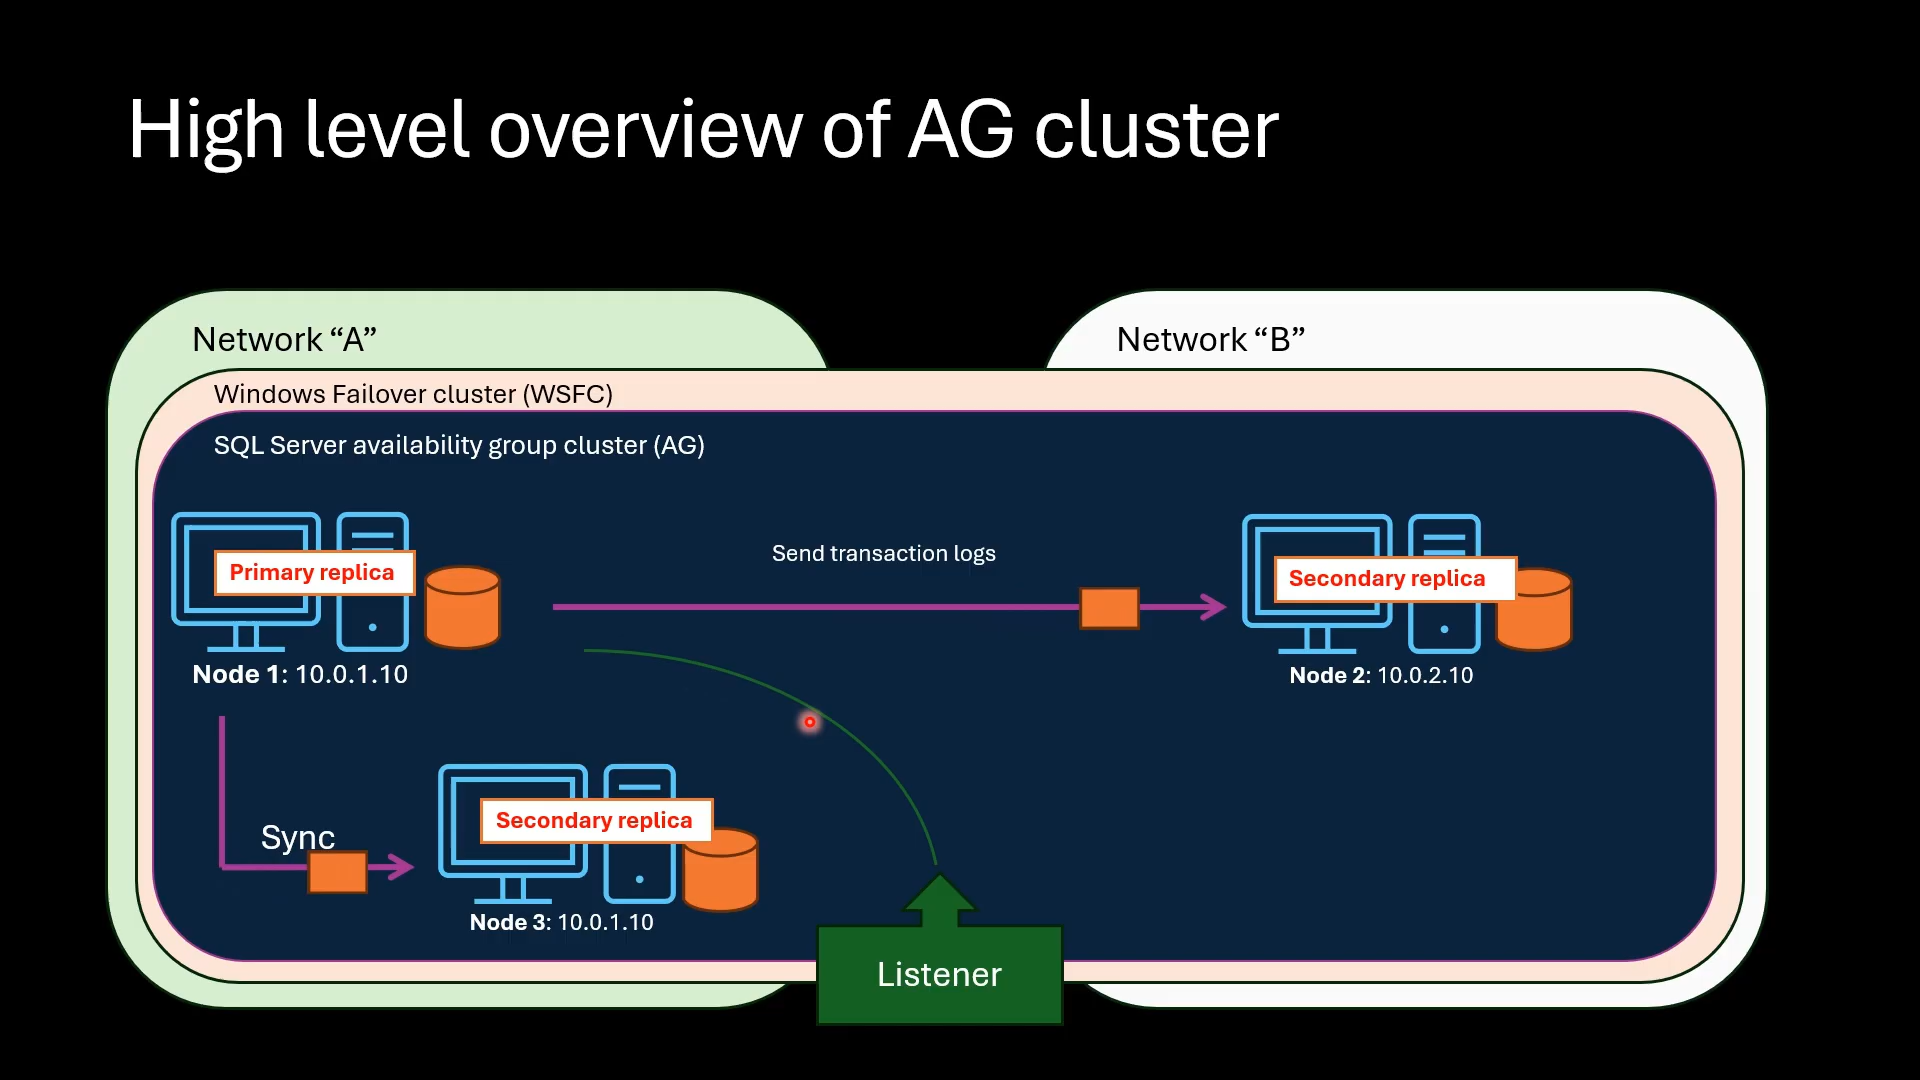 High level overview of AG cluster
Network “A”
Network “B”
Windows Failover cluster (WSFC)
SQL Server availability group cluster (AG)
Send transaction logs
Primary replica
Secondary replica
Node 1: 10.0.1.10
Node 2: 10.0.2.10
Sync
Secondary replica
Node 3: 10.0.1.10
Listener